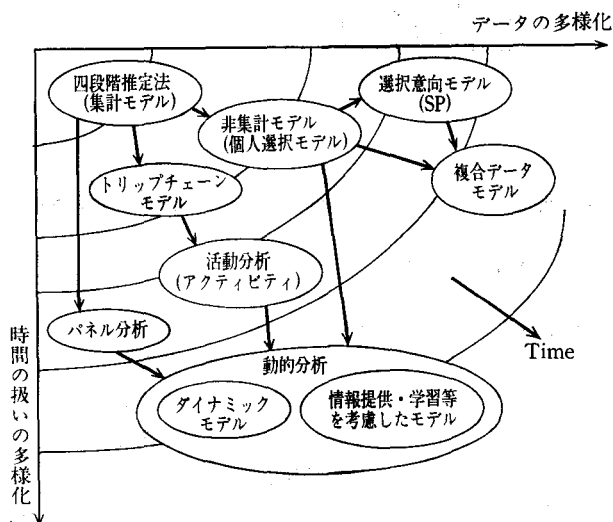 データの多様化
四段階推定法
(集計モデル)
選択意向モデル
(SP)
非集計モデル
(個人選択モデル)
複合データ
モデル
トリップチェーン
モデル
活動分析
(アクティビティ)
パネル分析
時間の扱いの多様化
Time
動的分析
ダイナミック
モデル
情報提供・学習等
を考慮したモデル